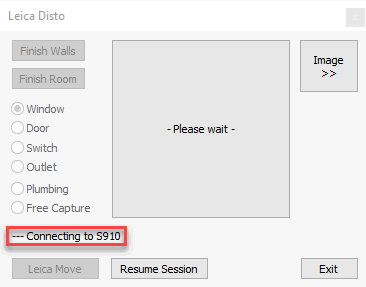 Leica Disto
Finish Walls
Finish Room
Window
Door
Switch
Outlet
Plumbing
Free Capture
- Please wait -
Image
>>
--- Connecting to S910
Leica Move
Resume Session
Exit